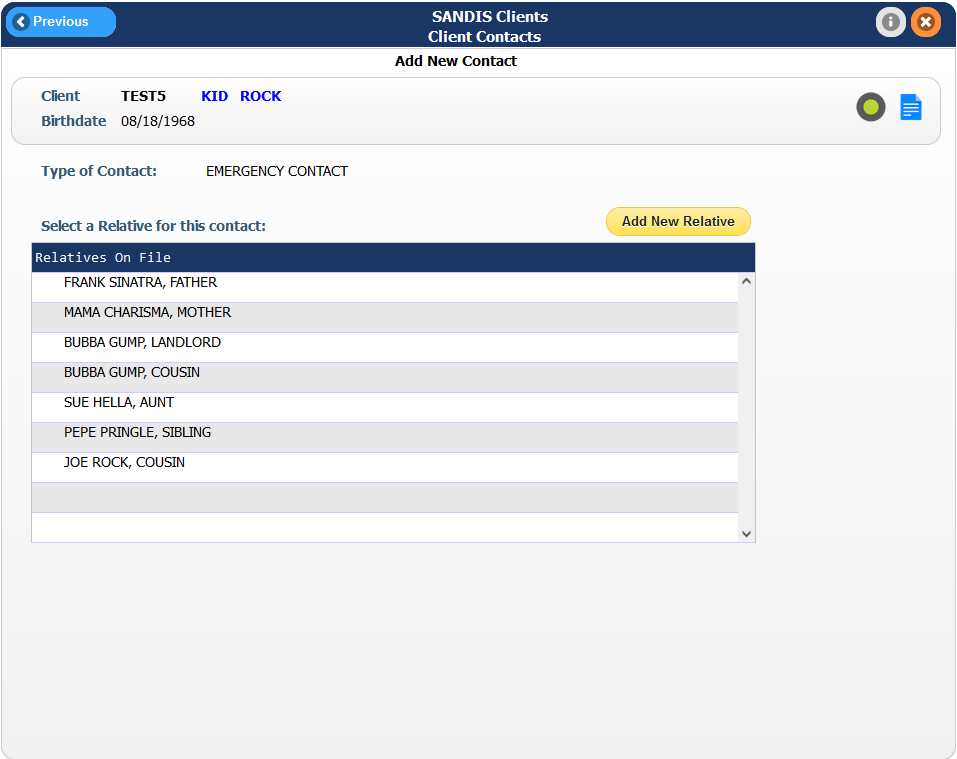 Previous
SANDIS Clients
Client Contacts
Add New Contact
Client TEST5 KID ROCK
Birthdate 08/18/1968
Type of Contact: EMERGENCY CONTACT
Select a Relative for this contact:
Add New Relative
Relatives On File
FRANK SINATRA, FATHER
MAMA CHARISMA, MOTHER
BUBBA GUMP, LANDLORD
BUBBA GUMP, COUSIN
SUE HELLA, AUNT
PEPE PRINGLE, SIBLING
JOE ROCK, COUSIN